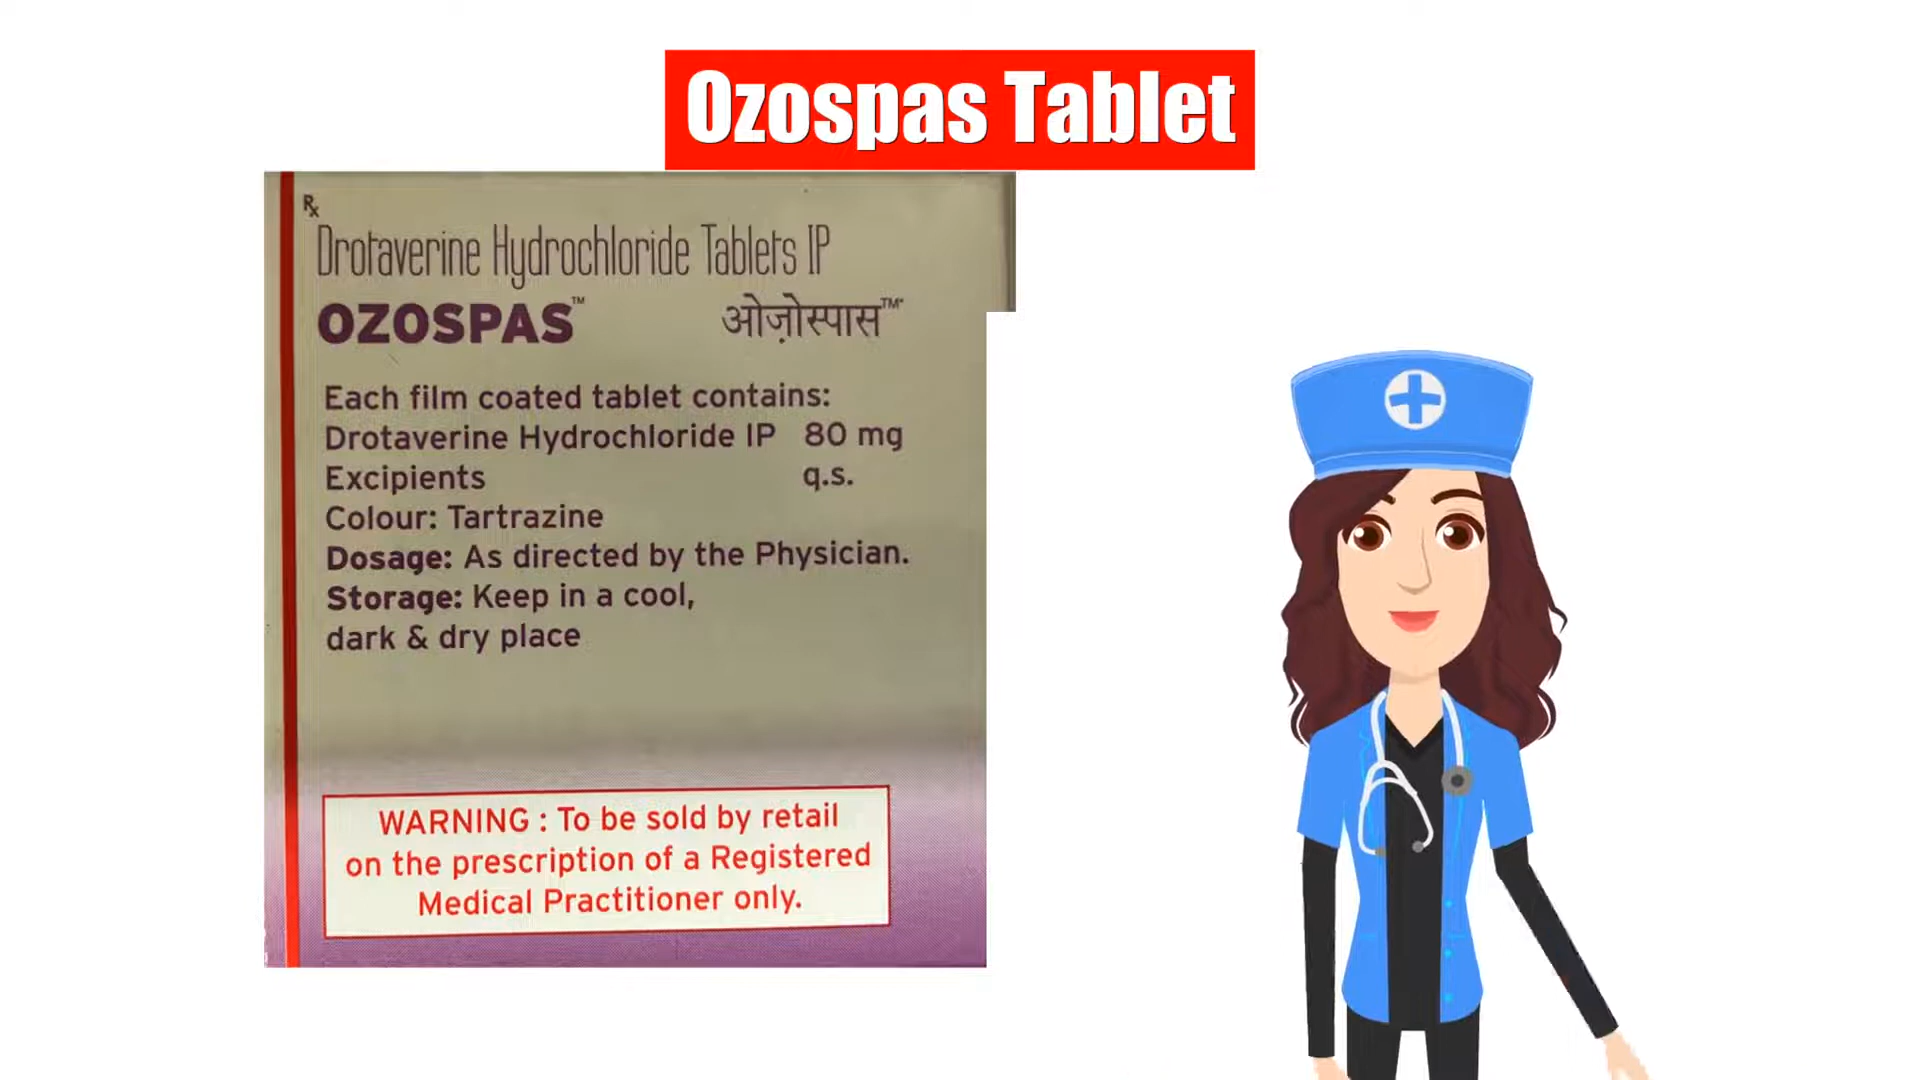 Ozospas Tablet
Rx
Drotaverine Hydrochloride Tablets IP
OZOSPAS™ ओज़ोस्पास™*
Each film coated tablet contains:
Drotaverine Hydrochloride IP 80 mg
Excipients q.s.
Colour: Tartrazine
Dosage: As directed by the Physician.
Storage: Keep in a cool,
dark & dry place
WARNING : To be sold by retail
on the prescription of a Registered
Medical Practitioner only.